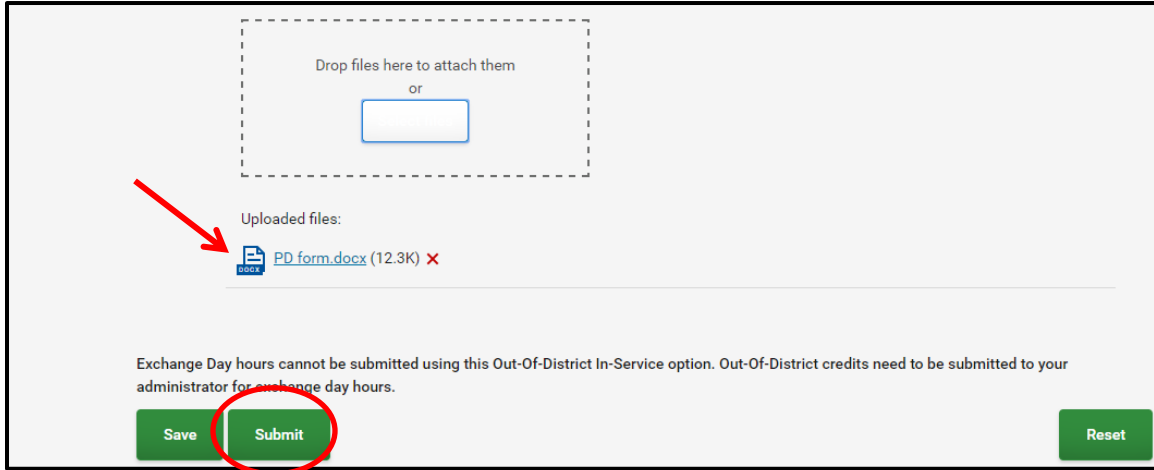 Drop files here to attach them
or
Uploaded files:
DOCX PD form.docx (12.3K)
Exchange Day hours cannot be submitted using this Out-Of-District In-Service option. Out-Of-District credits need to be submitted to your
administrator for exchange day hours.
Save Submit Reset